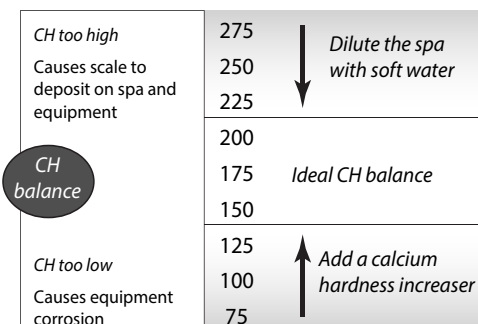 CH too high
Causes scale to
deposit on spa and
equipment
CH
balance
CH too low
Causes equipment
corrosion
275
250
225
200
175
150
125
100
75
Dilute the spa
with soft water
Ideal CH balance
Add a calcium
hardness increaser